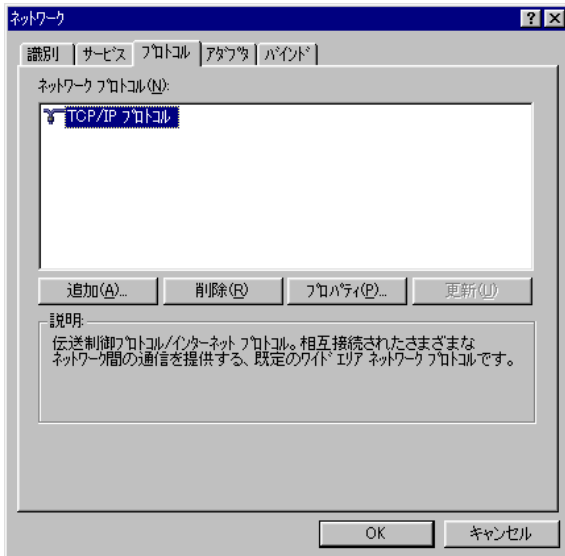 ネットワーク
識別 サービス プロトコル アダプタ バインド
ネットワーク プロトコル(N):
TCP/IP プロトコル
追加(A)... 削除(R) プロパティ(P)... 更新(U)
説明:
伝送制御プロトコル/インターネット プロトコル。相互接続されたさまざまな
ネットワーク間の通信を提供する、既定のワイド エリア ネットワーク プロトコルです。
OK キャンセル